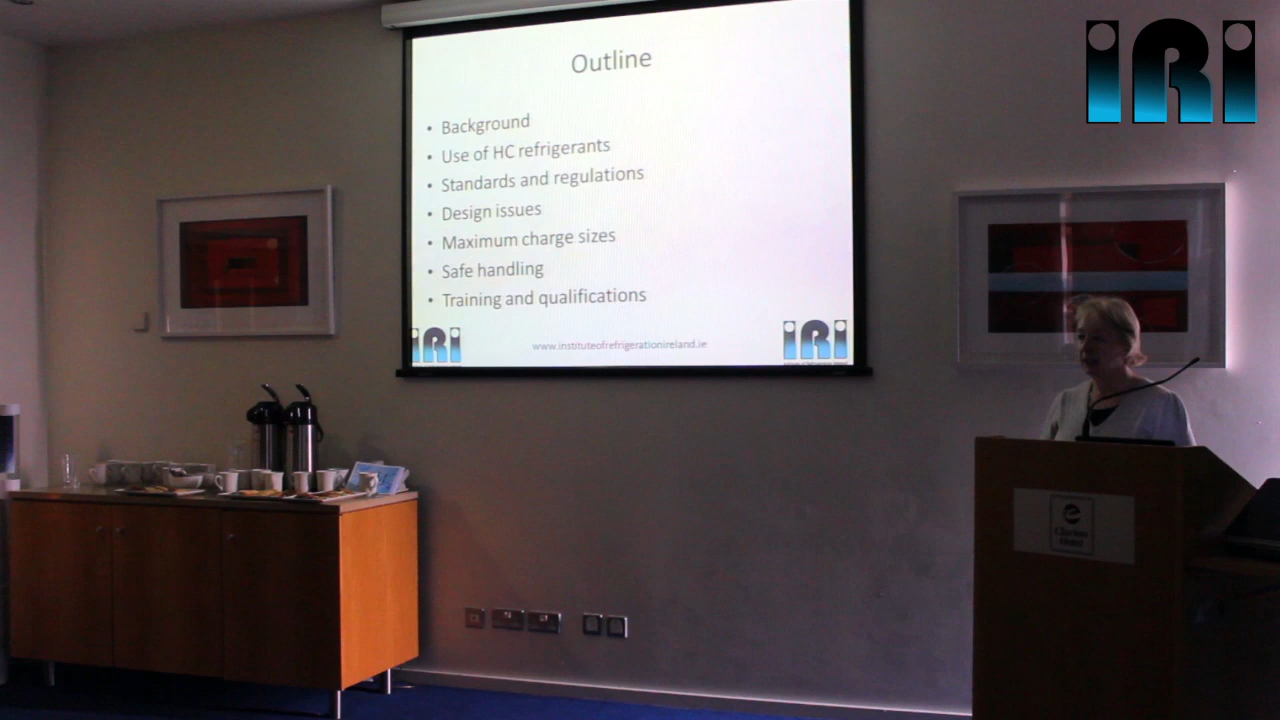 iRi
Outline
• Background
• Use of HC refrigerants
• Standards and regulations
• Design issues
• Maximum charge sizes
• Safe handling
• Training and qualifications
iRi
www.instituteofrefrigerationireland.ie
iRi
Clarion
Hotel